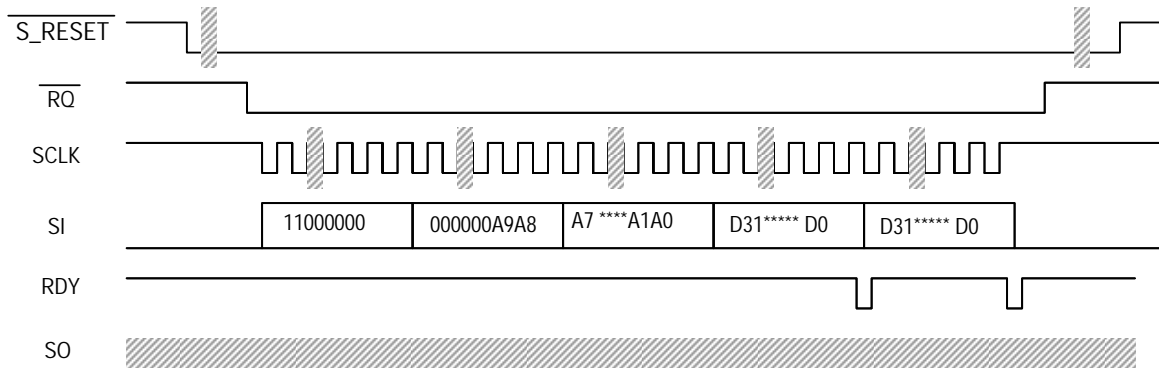 S_RESET
RQ
SCLK
SI 11000000 000000A9A8 A7 ****A1A0 D31***** D0 D31***** D0
RDY
SO